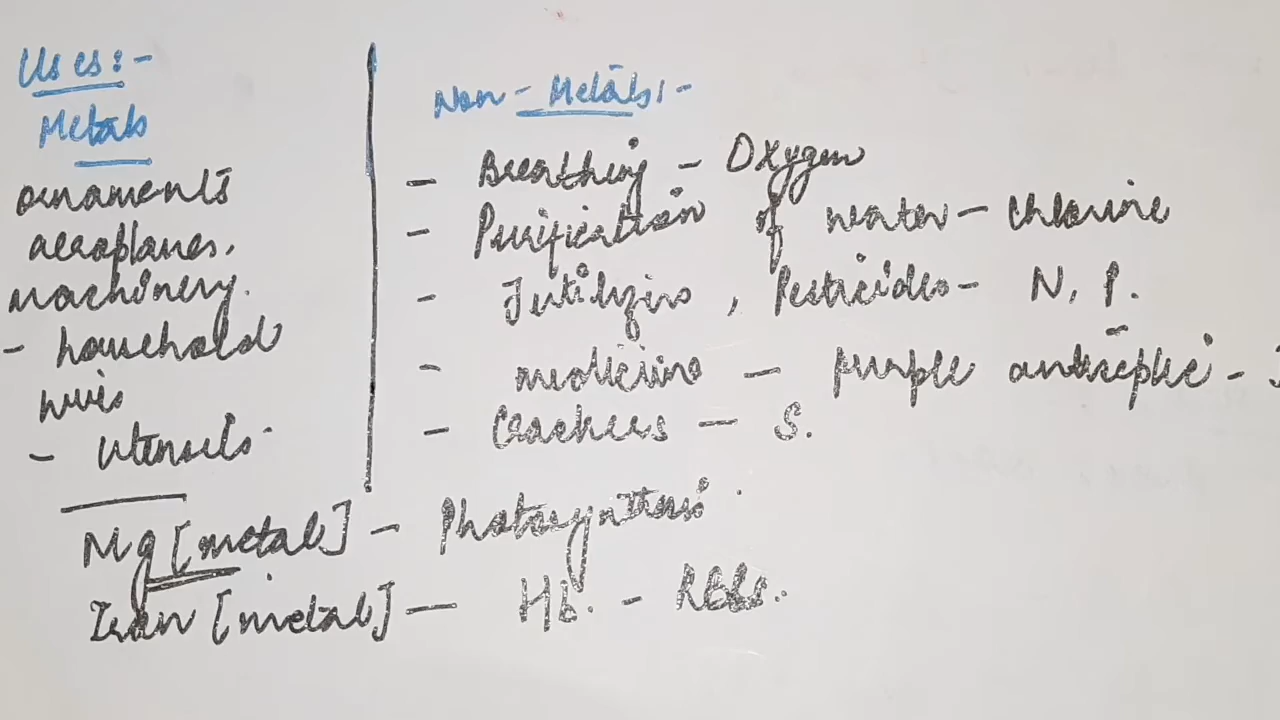 Uses:-
Metals
ornaments
aeroplanes.
machinery.
- household
wires
- utensils.
Non-Metals:-
- Breathing - Oxygen
- Purification of water - chlorine
- Fertilizers, Pesticides - N, P.
- medicine - purple antiseptic -
- Crackers - S.
Mg [metal] - Photosynthesis.
Iron [metal] - Hb. - RBCs.